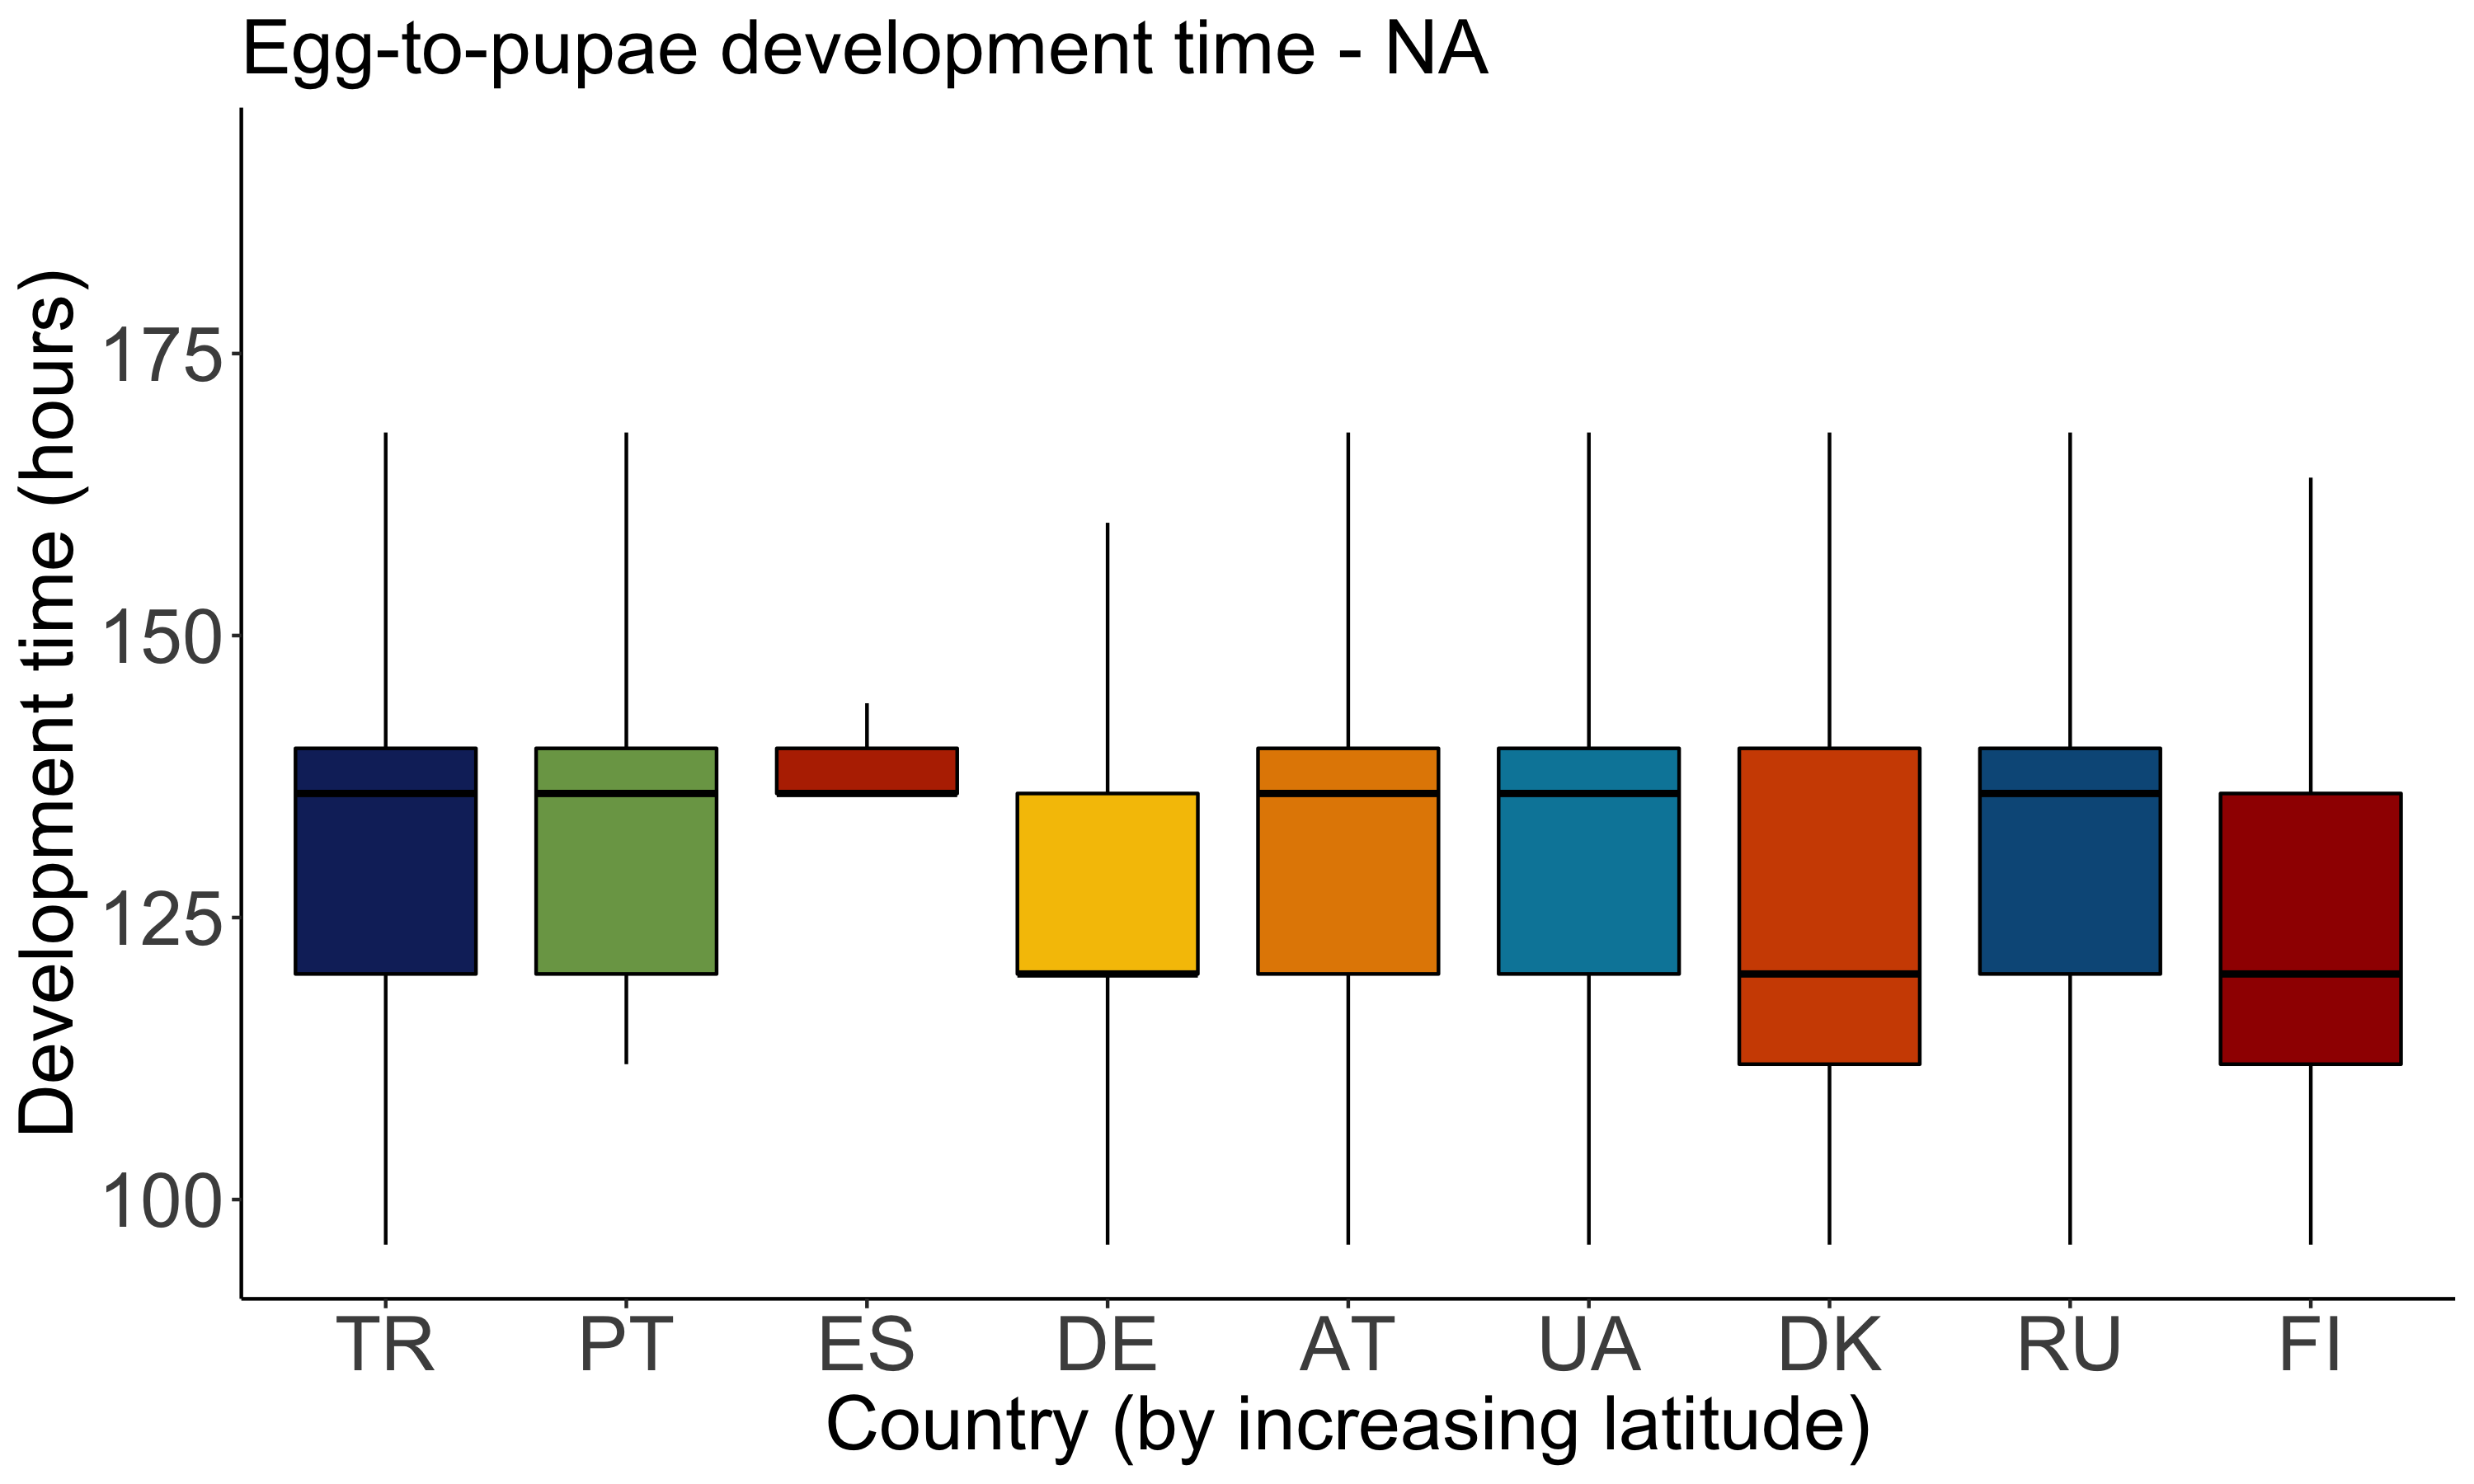 Egg-to-pupae development time - NA
Development time (hours)
175
150
125
100
TR PT ES DE AT UA DK RU FI
Country (by increasing latitude)